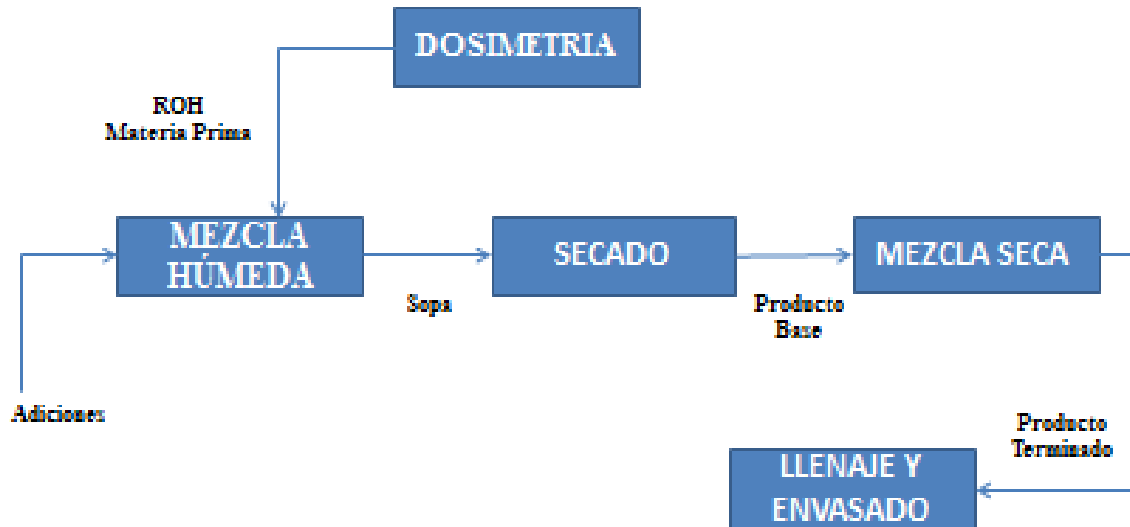 DOSIMETRIA
ROH
Materia Prima
MEZCLA
HÚMEDA
SECADO
MEZCLA SECA
Sopa
Producto
Base
Adiciones
Producto
Terminado
LLENAJE Y
ENVASADO